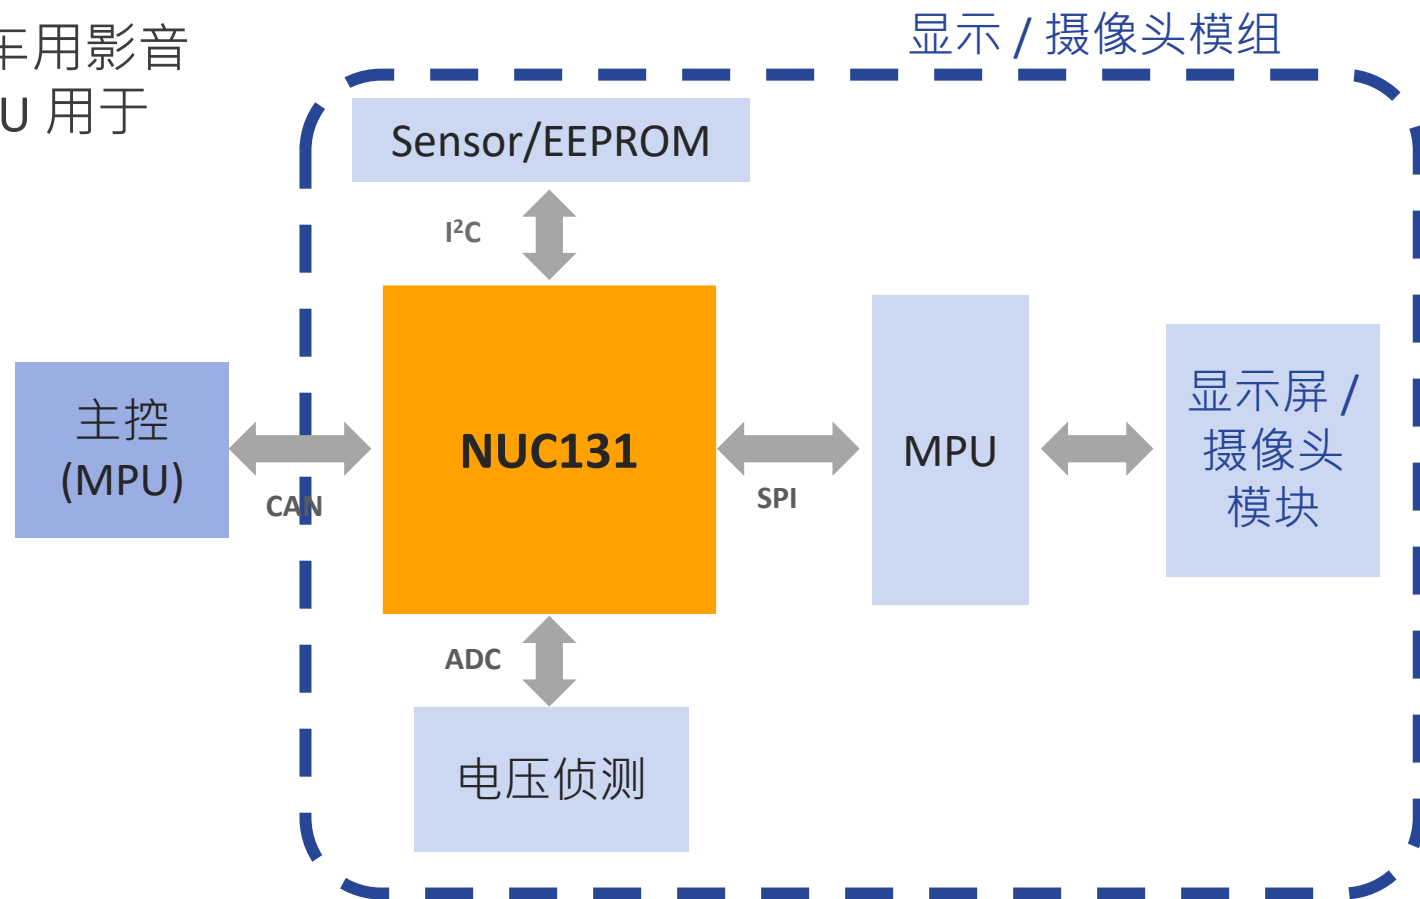 车用影音
显示 / 摄像头模组
U 用于
Sensor/EEPROM
I²C
主控
(MPU)
CAN
NUC131
SPI
MPU
显示屏 /
摄像头
模块
ADC
电压侦测